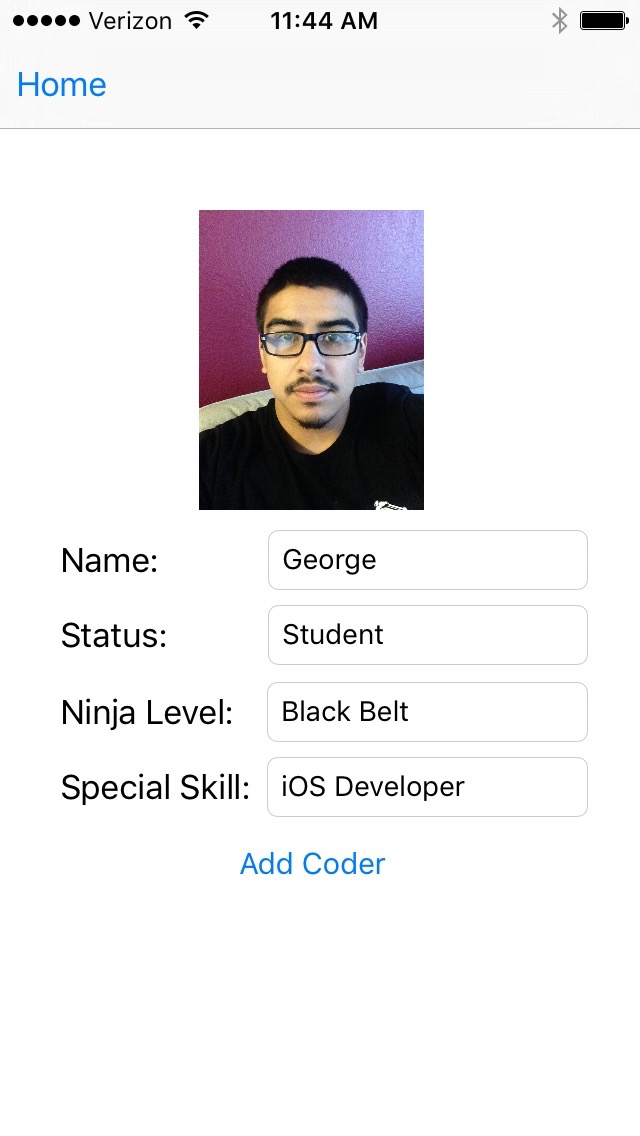 Verizon 11:44 AM
Home
Name: George
Status: Student
Ninja Level: Black Belt
Special Skill: iOS Developer
Add Coder